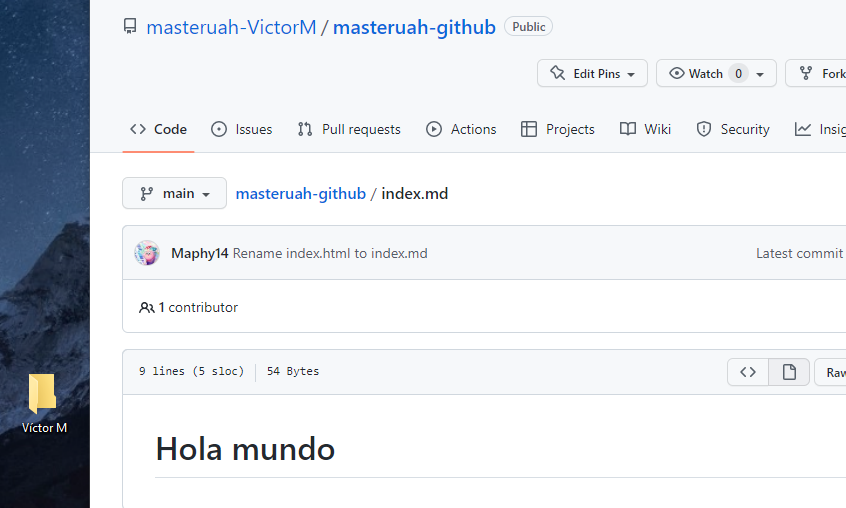 masteruah-VictorM / masteruah-github Public
Edit Pins Watch 0 Fork
Code Issues Pull requests Actions Projects Wiki Security Insig
main masteruah-github / index.md
Maphy14 Rename index.html to index.md Latest commit
1 contributor
9 lines (5 sloc) 54 Bytes
Raw
Hola mundo
Víctor M